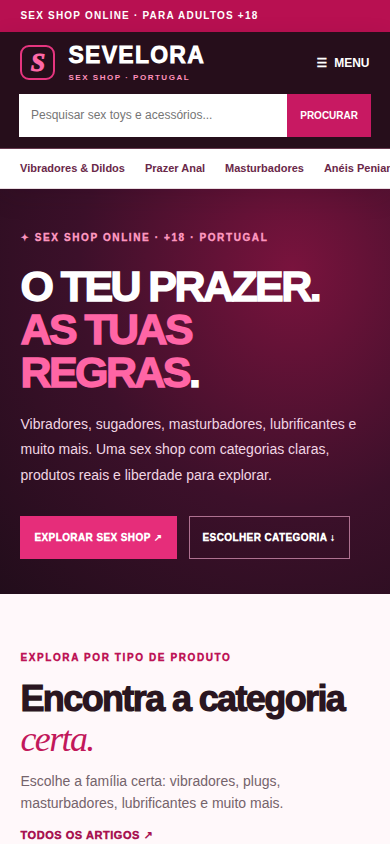 SEX SHOP ONLINE · PARA ADULTOS +18
S SEVELORA
SEX SHOP · PORTUGAL
☰ MENU
Pesquisar sex toys e acessórios...
PROCURAR
Vibradores & Dildos Prazer Anal Masturbadores Anéis Penian
✦ SEX SHOP ONLINE · +18 · PORTUGAL
O TEU PRAZER.
AS TUAS
REGRAS.
Vibradores, sugadores, masturbadores, lubrificantes e
muito mais. Uma sex shop com categorias claras,
produtos reais e liberdade para explorar.
EXPLORAR SEX SHOP ↗
ESCOLHER CATEGORIA ↓
EXPLORA POR TIPO DE PRODUTO
Encontra a categoria
certa.
Escolhe a família certa: vibradores, plugs,
masturbadores, lubrificantes e muito mais.
TODOS OS ARTIGOS ↗